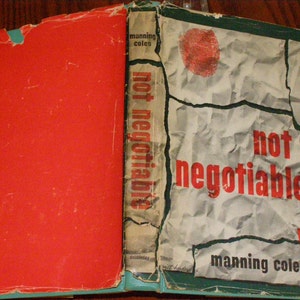 manning
coles
not negotiable
not
negotiable
manning coles